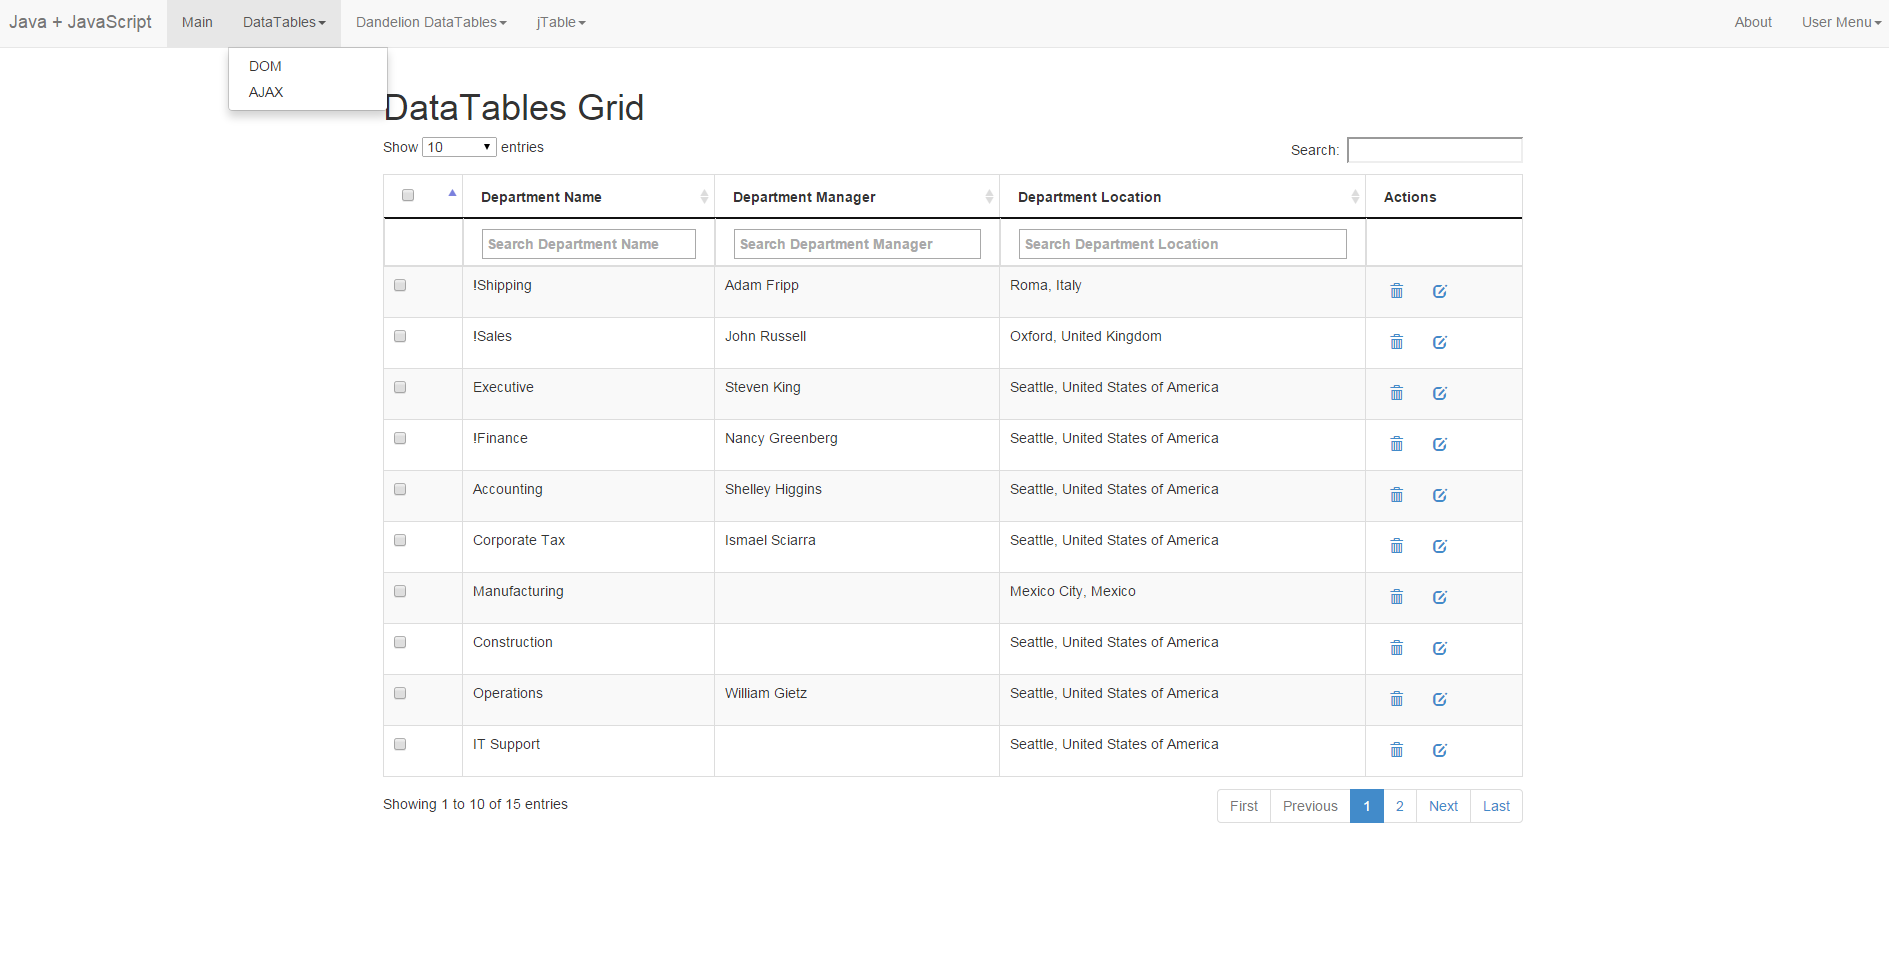 Java + JavaScript Main DataTables Dandelion DataTables jTable About User Menu
DOM
AJAX
DataTables Grid
Show 10 entries Search:
Department Name Department Manager Department Location Actions
Search Department Name Search Department Manager Search Department Location
!Shipping Adam Fripp Roma, Italy
!Sales John Russell Oxford, United Kingdom
Executive Steven King Seattle, United States of America
!Finance Nancy Greenberg Seattle, United States of America
Accounting Shelley Higgins Seattle, United States of America
Corporate Tax Ismael Sciarra Seattle, United States of America
Manufacturing Mexico City, Mexico
Construction Seattle, United States of America
Operations William Gietz Seattle, United States of America
IT Support Seattle, United States of America
Showing 1 to 10 of 15 entries First Previous 1 2 Next Last